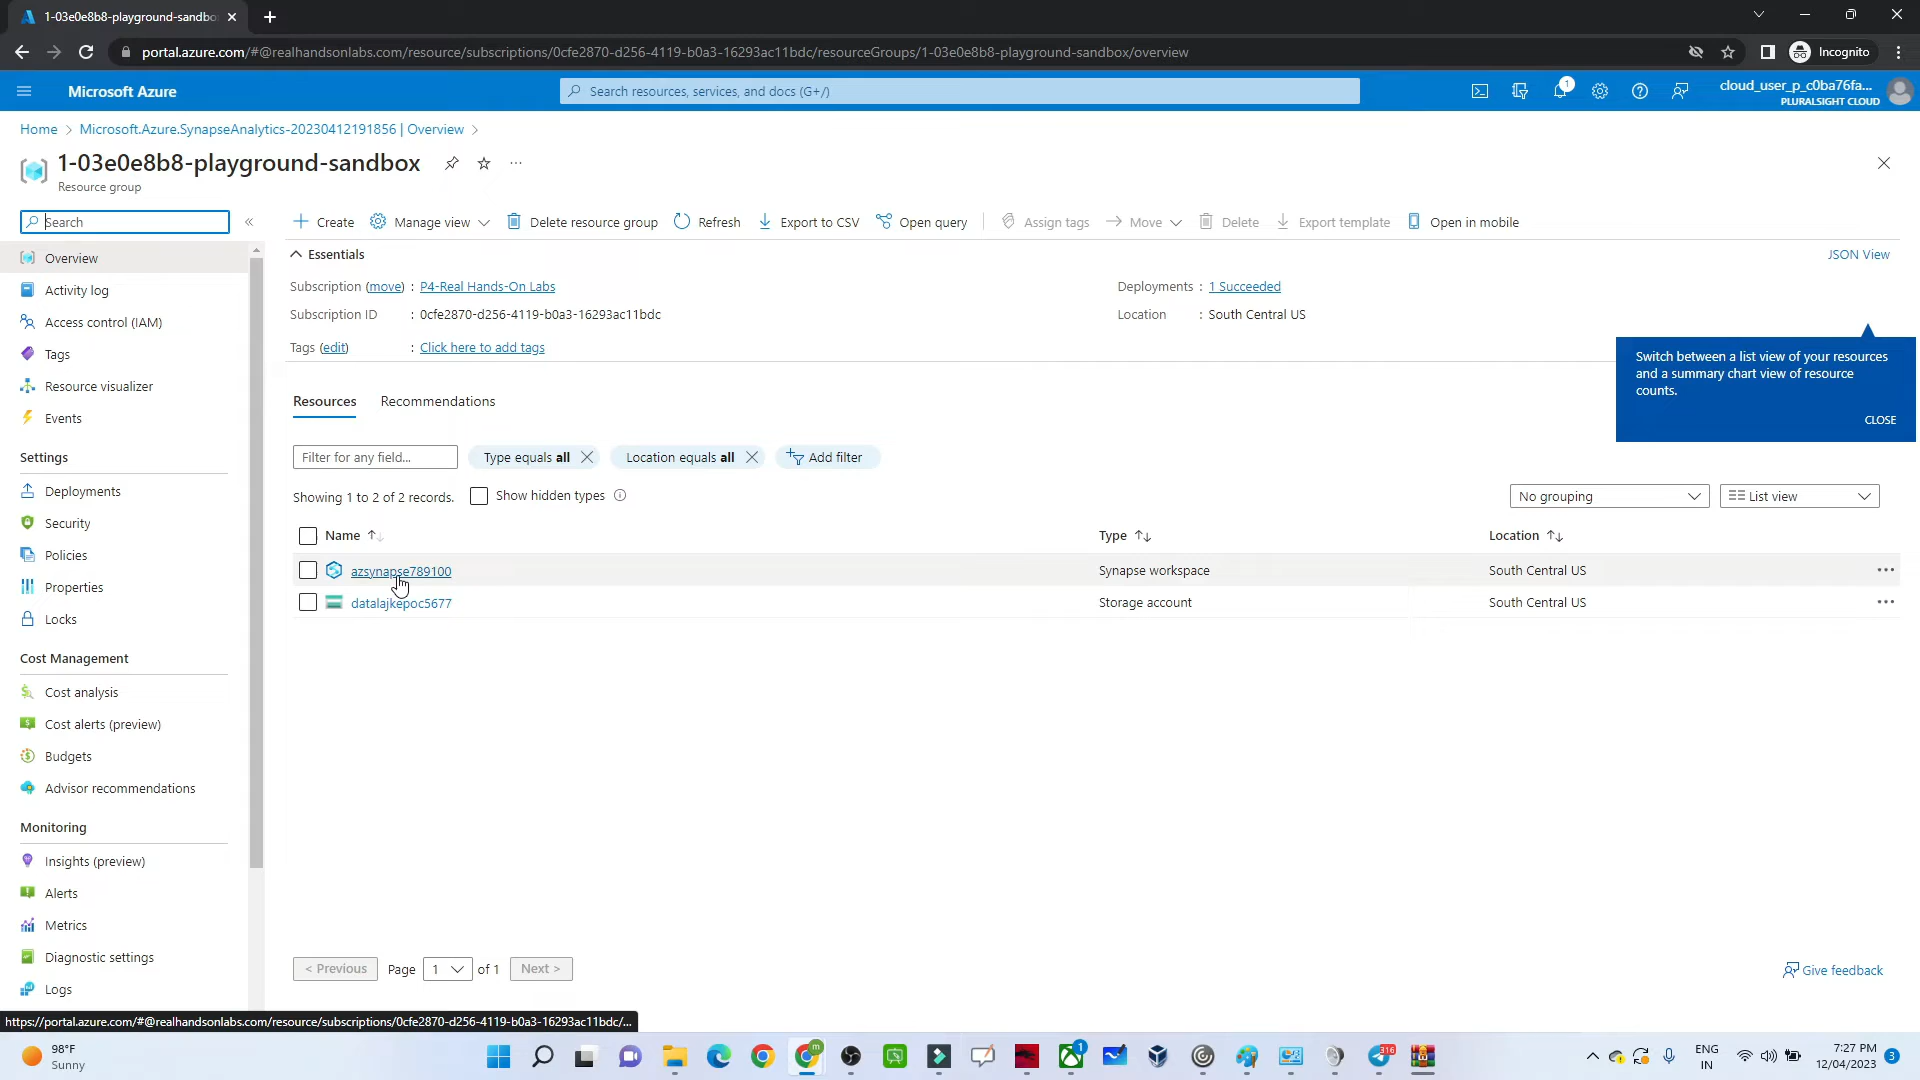 1-03e0e8b8-playground-sandbo
portal.azure.com/#@realhandsonlabs.com/resource/subscriptions/0cfe2870-d256-4119-b0a3-16293ac11bdc/resourceGroups/1-03e0e8b8-playground-sandbox/overview
Incognito
Microsoft Azure
Search resources, services, and docs (G+/)
1
cloud_user_p_c0ba76fa...
PLURALSIGHT CLOUD
Home > Microsoft.Azure.SynapseAnalytics-20230412191856 | Overview >
1-03e0e8b8-playground-sandbox
Resource group
Search
Create
Manage view
Delete resource group
Refresh
Export to CSV
Open query
Assign tags
Move
Delete
Export template
Open in mobile
Overview
Activity log
Access control (IAM)
Tags
Resource visualizer
Events
Settings
Deployments
Security
Policies
Properties
Locks
Cost Management
Cost analysis
Cost alerts (preview)
Budgets
Advisor recommendations
Monitoring
Insights (preview)
Alerts
Metrics
Diagnostic settings
Logs
Essentials
JSON View
Subscription (move) : P4-Real Hands-On Labs
Deployments : 1 Succeeded
Subscription ID : 0cfe2870-d256-4119-b0a3-16293ac11bdc
Location : South Central US
Tags (edit) : Click here to add tags
Switch between a list view of your resources
and a summary chart view of resource
counts.
CLOSE
Resources Recommendations
Filter for any field...
Type equals all
Location equals all
Add filter
Showing 1 to 2 of 2 records.
Show hidden types
No grouping
List view
Name Type Location
azsynapse789100 Synapse workspace South Central US
datalajkepoc5677 Storage account South Central US
< Previous Page 1 of 1 Next >
Give feedback
https://portal.azure.com/#@realhandsonlabs.com/resource/subscriptions/0cfe2870-d256-4119-b0a3-16293ac11bdc/...
98°F
Sunny
m
1
316
ENG
IN
7:27 PM
12/04/2023
3